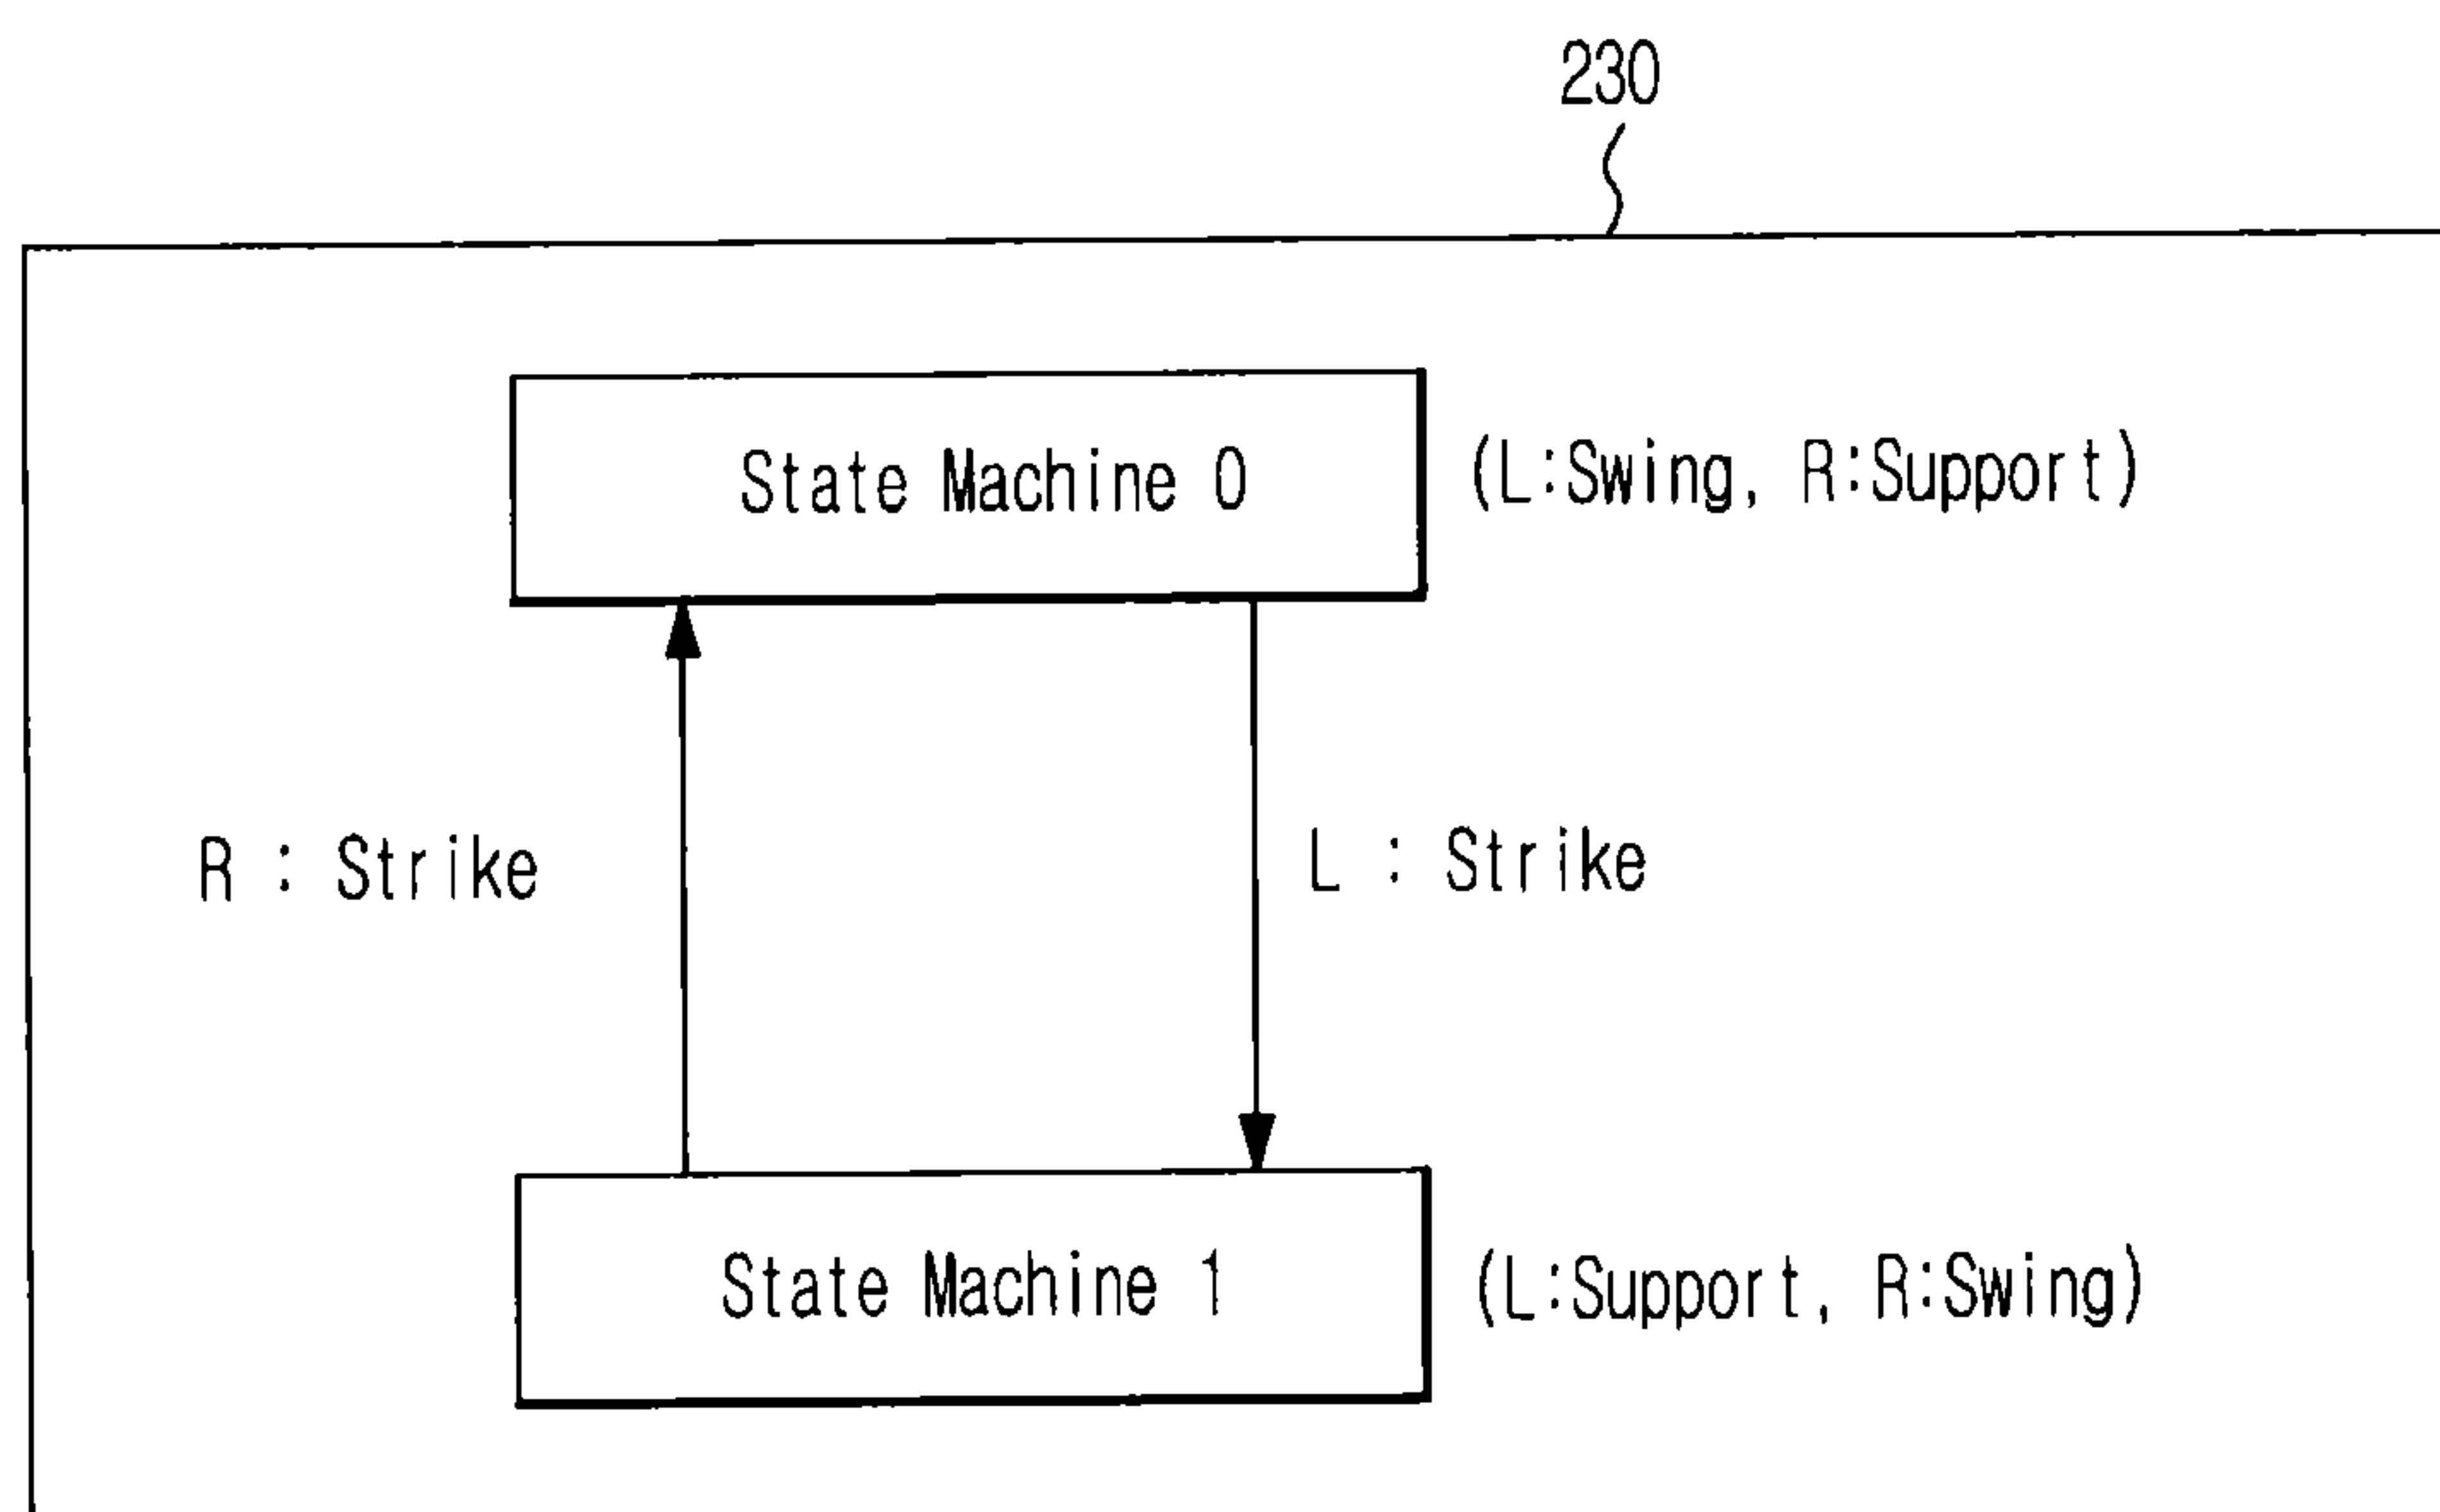 230
State Machine 0
(L:Swing, R:Support)
R : Strike
L : Strike
State Machine 1
(L:Support, R:Swing)